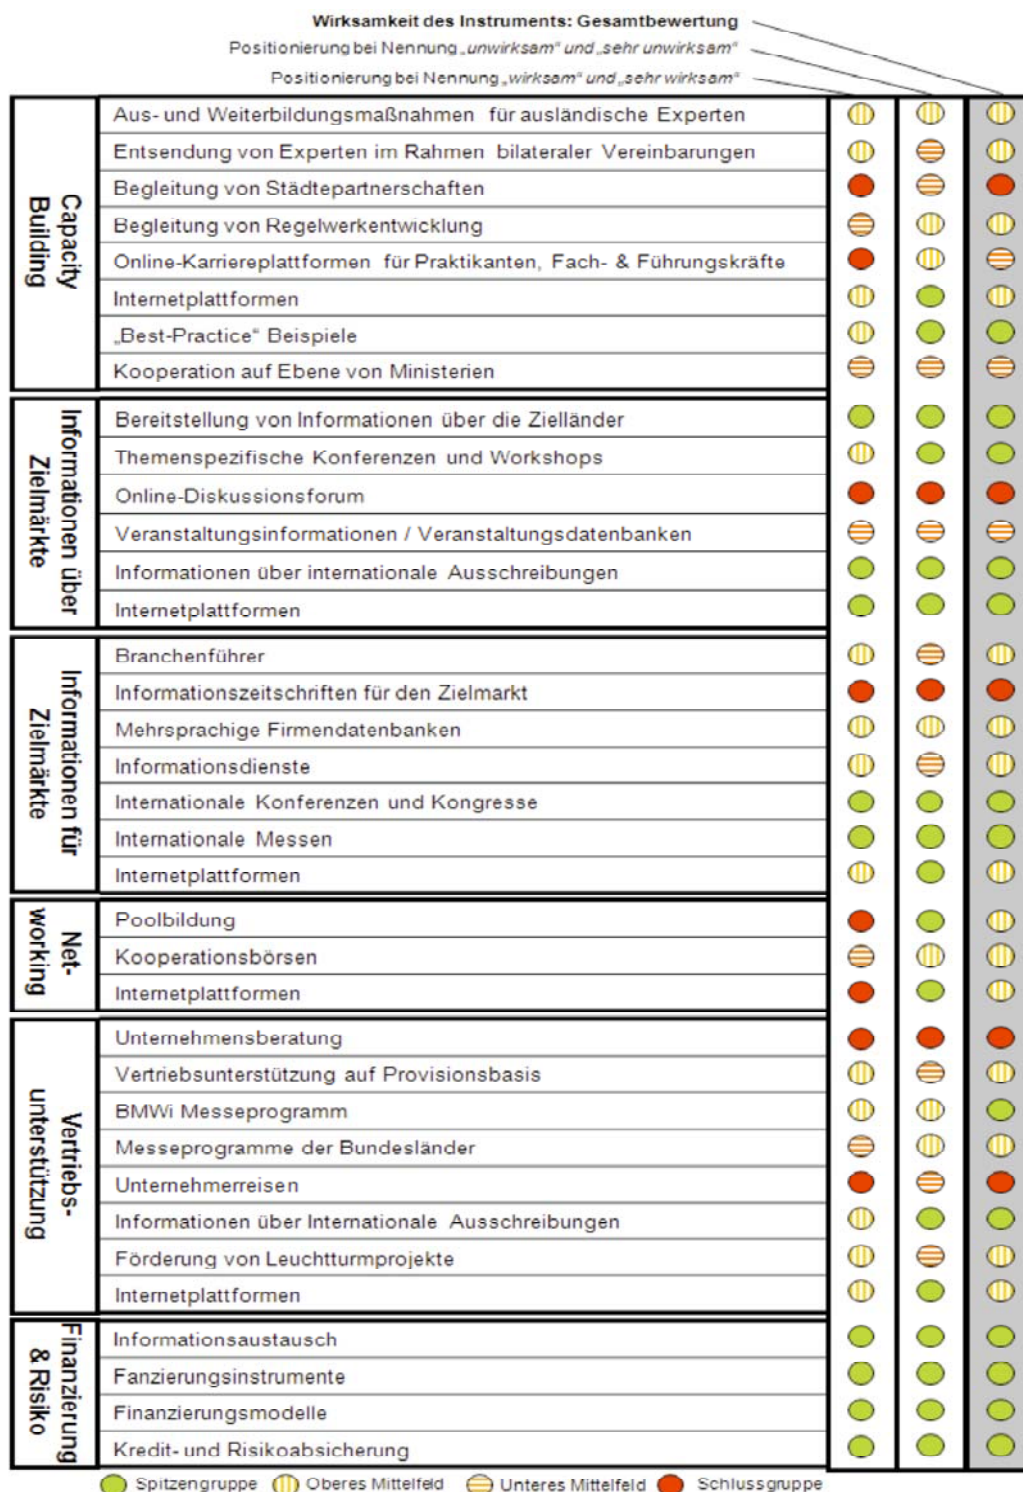 Wirksamkeit des Instruments: Gesamtbewertung
Positionierung bei Nennung „unwirksam“ und „sehr unwirksam“
Positionierung bei Nennung „wirksam“ und „sehr wirksam“
Capacity
Building
Aus- und Weiterbildungsmaßnahmen für ausländische Experten
Entsendung von Experten im Rahmen bilateraler Vereinbarungen
Begleitung von Städtepartnerschaften
Begleitung von Regelwerkentwicklung
Online-Karriereplattformen für Praktikanten, Fach- & Führungskräfte
Internetplattformen
„Best-Practice“ Beispiele
Kooperation auf Ebene von Ministerien
Informationen über
Zielmärkte
Bereitstellung von Informationen über die Zielländer
Themenspezifische Konferenzen und Workshops
Online-Diskussionsforum
Veranstaltungsinformationen / Veranstaltungsdatenbanken
Informationen über internationale Ausschreibungen
Internetplattformen
Informationen für
Zielmärkte
Branchenführer
Informationszeitschriften für den Zielmarkt
Mehrsprachige Firmendatenbanken
Informationsdienste
Internationale Konferenzen und Kongresse
Internationale Messen
Internetplattformen
Net-
working
Poolbildung
Kooperationsbörsen
Internetplattformen
Vertriebs-
unterstützung
Unternehmensberatung
Vertriebsunterstützung auf Provisionsbasis
BMWi Messeprogramm
Messeprogramme der Bundesländer
Unternehmerreisen
Informationen über Internationale Ausschreibungen
Förderung von Leuchtturmprojekte
Internetplattformen
Finanzierung
& Risiko
Informationsaustausch
Fanzierungsinstrumente
Finanzierungsmodelle
Kredit- und Risikoabsicherung
Spitzengruppe Oberes Mittelfeld Unteres Mittelfeld Schlussgruppe